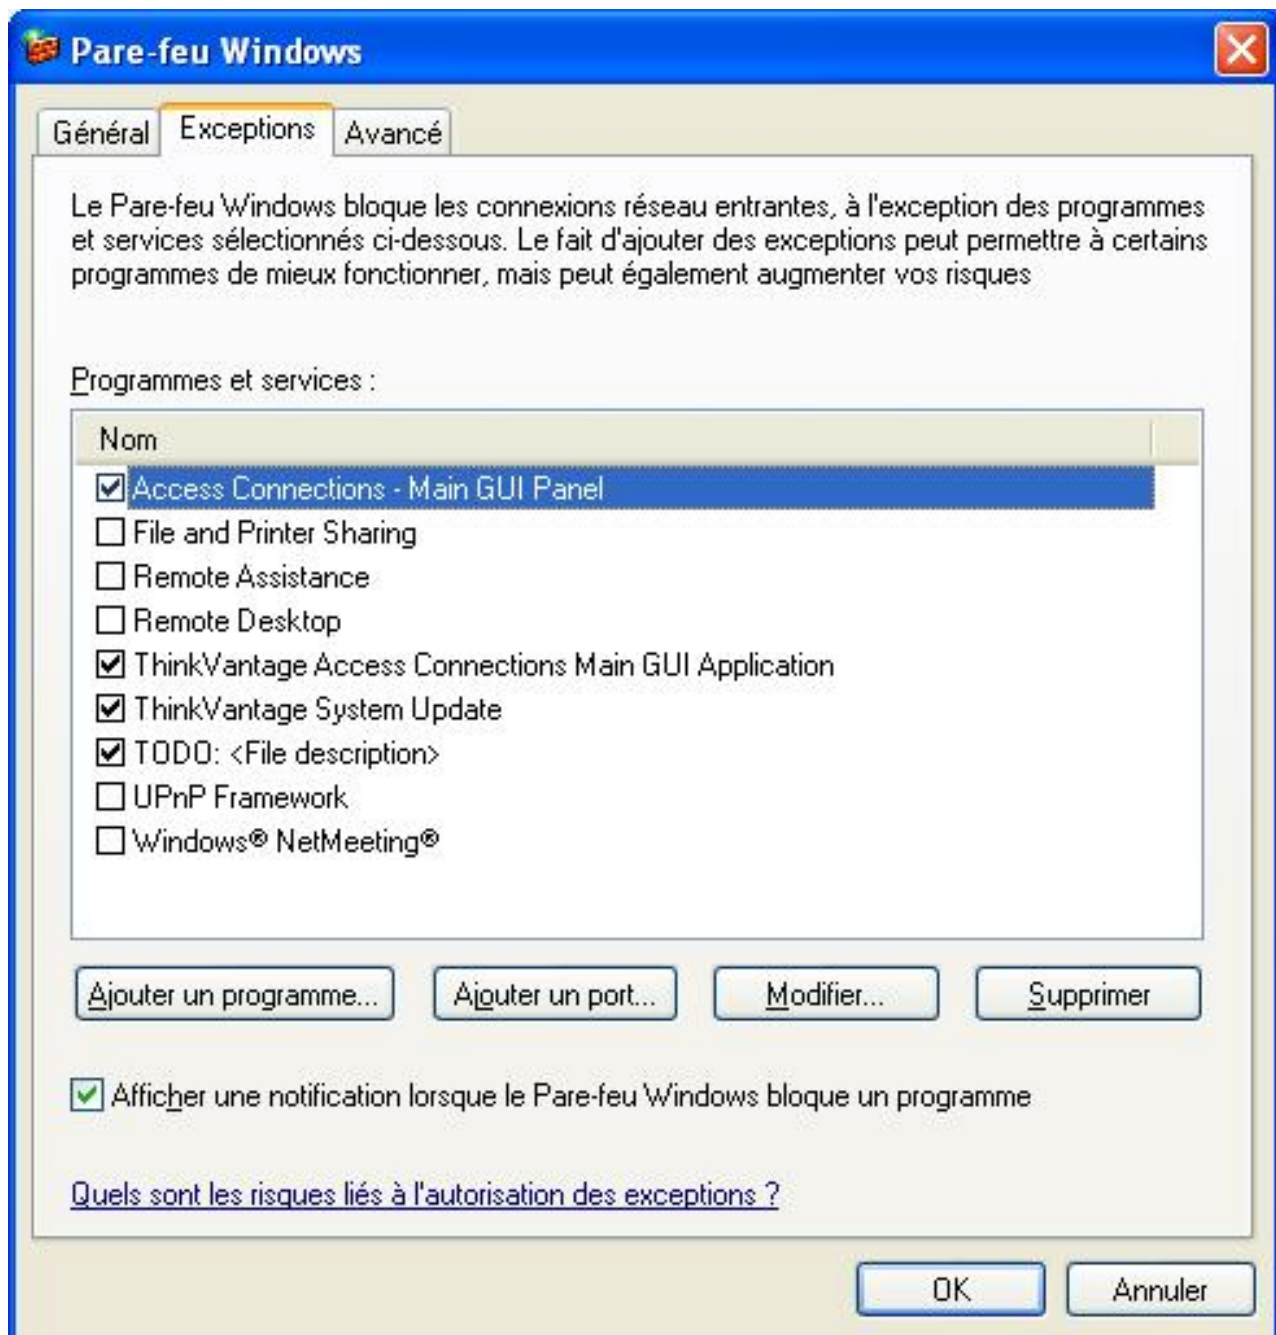 Pare-feu Windows
Général
Exceptions
Avancé
Le Pare-feu Windows bloque les connexions réseau entrantes, à l'exception des programmes
et services sélectionnés ci-dessous. Le fait d'ajouter des exceptions peut permettre à certains
programmes de mieux fonctionner, mais peut également augmenter vos risques
Programmes et services :
Nom
Access Connections - Main GUI Panel
File and Printer Sharing
Remote Assistance
Remote Desktop
ThinkVantage Access Connections Main GUI Application
ThinkVantage System Update
TODO: <File description>
UPnP Framework
Windows® NetMeeting®
Ajouter un programme...
Ajouter un port...
Modifier...
Supprimer
Afficher une notification lorsque le Pare-feu Windows bloque un programme
Quels sont les risques liés à l'autorisation des exceptions ?
OK
Annuler